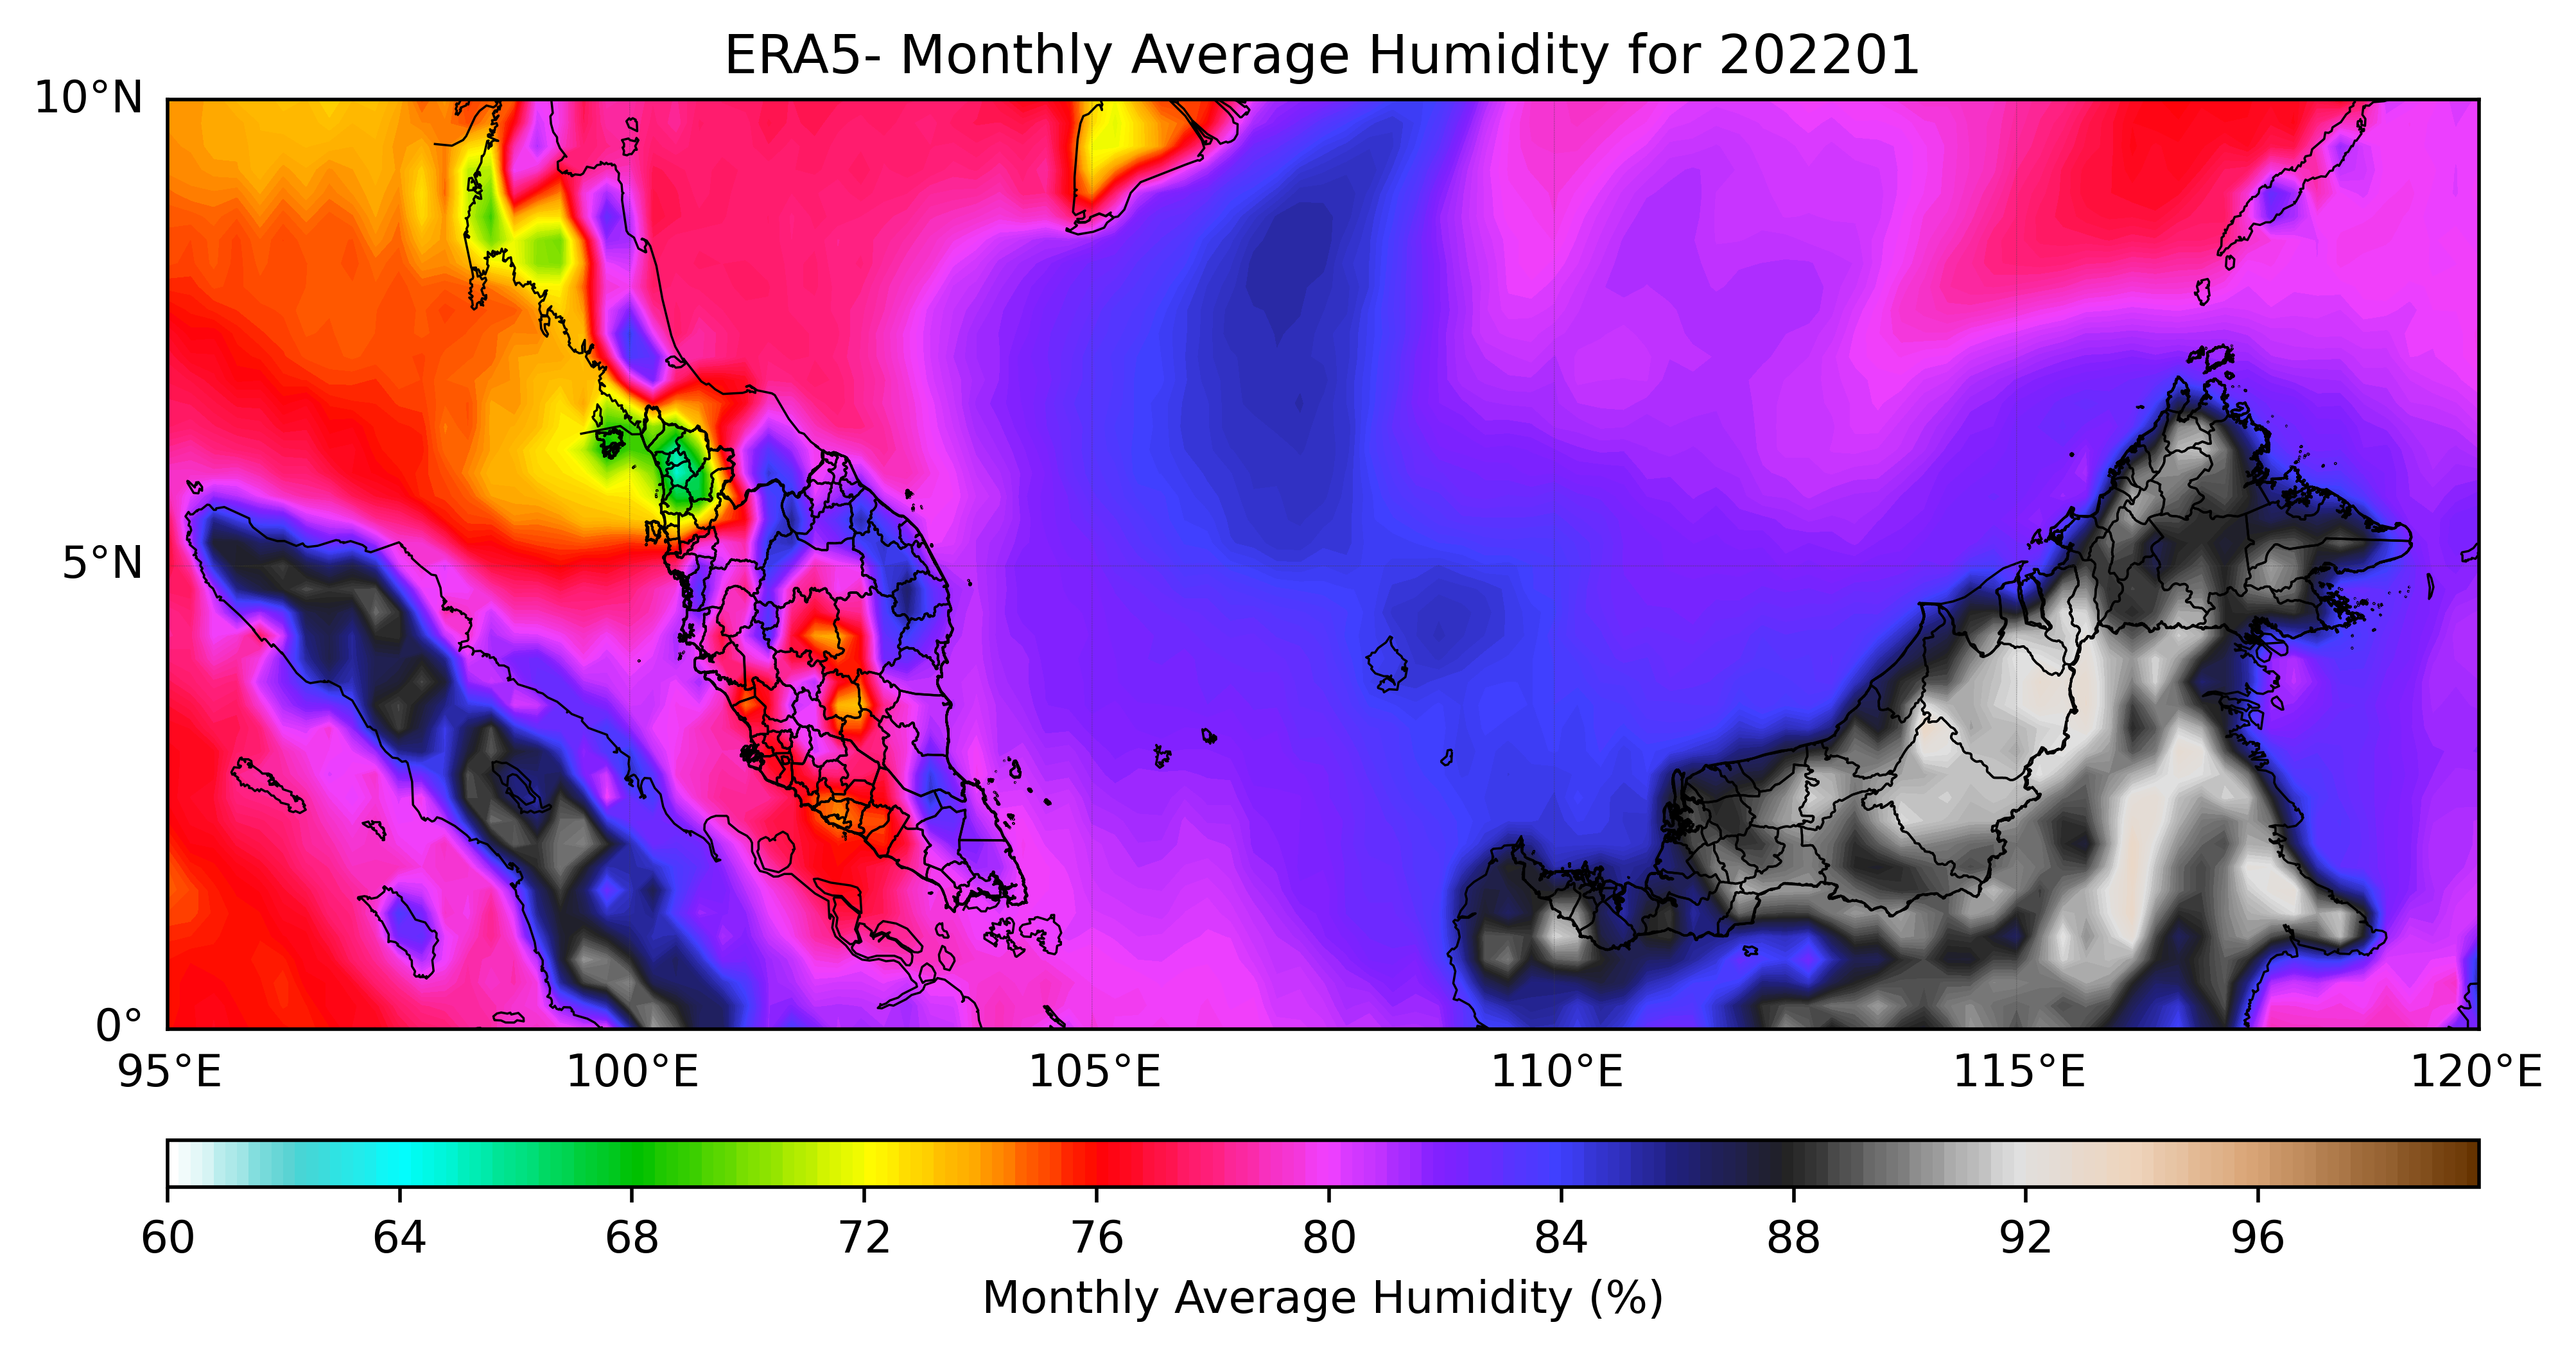 ERA5- Monthly Average Humidity for 202201
10°N
5°N
0°
95°E 100°E 105°E 110°E 115°E 120°E
60 64 68 72 76 80 84 88 92 96
Monthly Average Humidity (%)